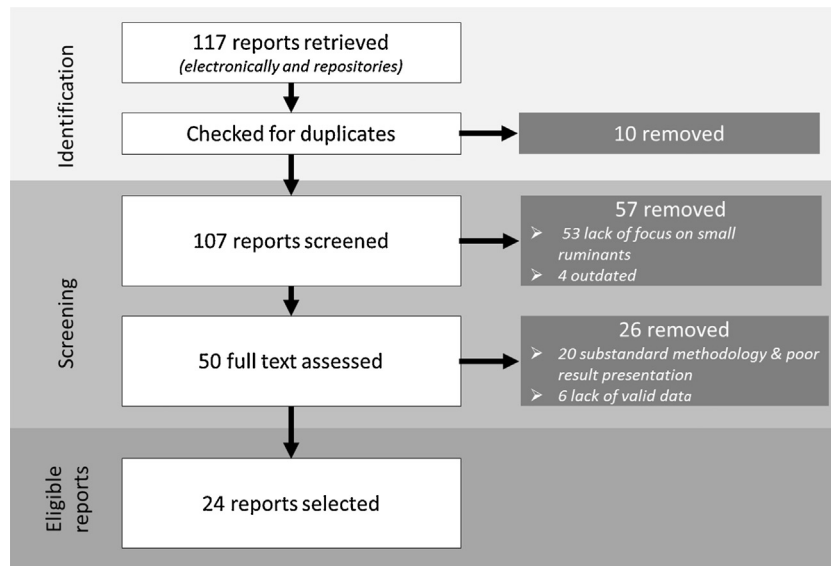 Identification
117 reports retrieved
(electronically and repositories)
Checked for duplicates
10 removed
Screening
107 reports screened
57 removed
➢ 53 lack of focus on small
ruminants
➢ 4 outdated
50 full text assessed
26 removed
➢ 20 substandard methodology & poor
result presentation
➢ 6 lack of valid data
Eligible
reports
24 reports selected